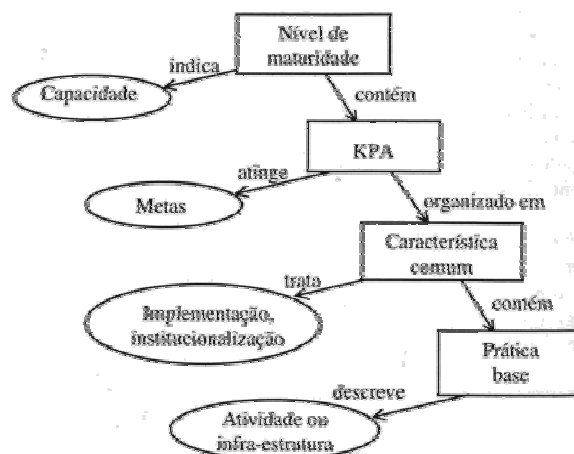 Nível de
maturidade
indica
Capacidade
contém
KPA
atinge
Metas
organizado em
Característica
comum
trata
Implementação,
institucionalização
contém
Prática
base
descreve
Atividade ou
infra-estrutura